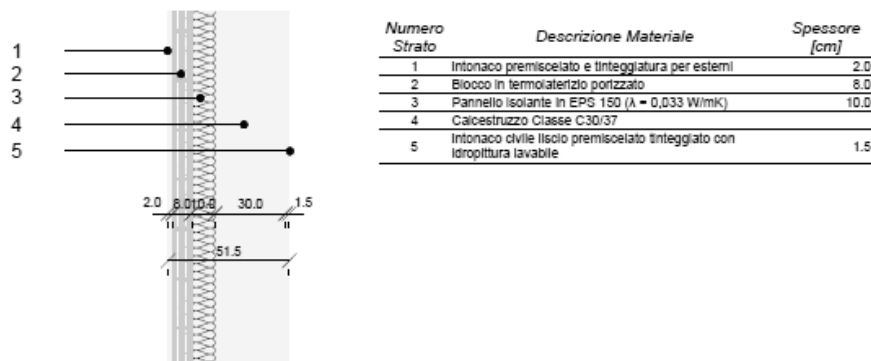 Numero
Strato
Descrizione Materiale
Spessore
[cm]
1 Intonaco premiscelato e tinteggiatura per esterni 2.0
2 Blocco in termolaterizio porizzato 8.0
3 Pannello isolante in EPS 150 (λ = 0,033 W/mK) 10.0
4 Calcestruzzo Classe C30/37
5 Intonaco civile liscio premiscelato tinteggiato con
idropittura lavabile 1.5
1
2
3
4
5
2.0 8.0 10.0 30.0 1.5
51.5